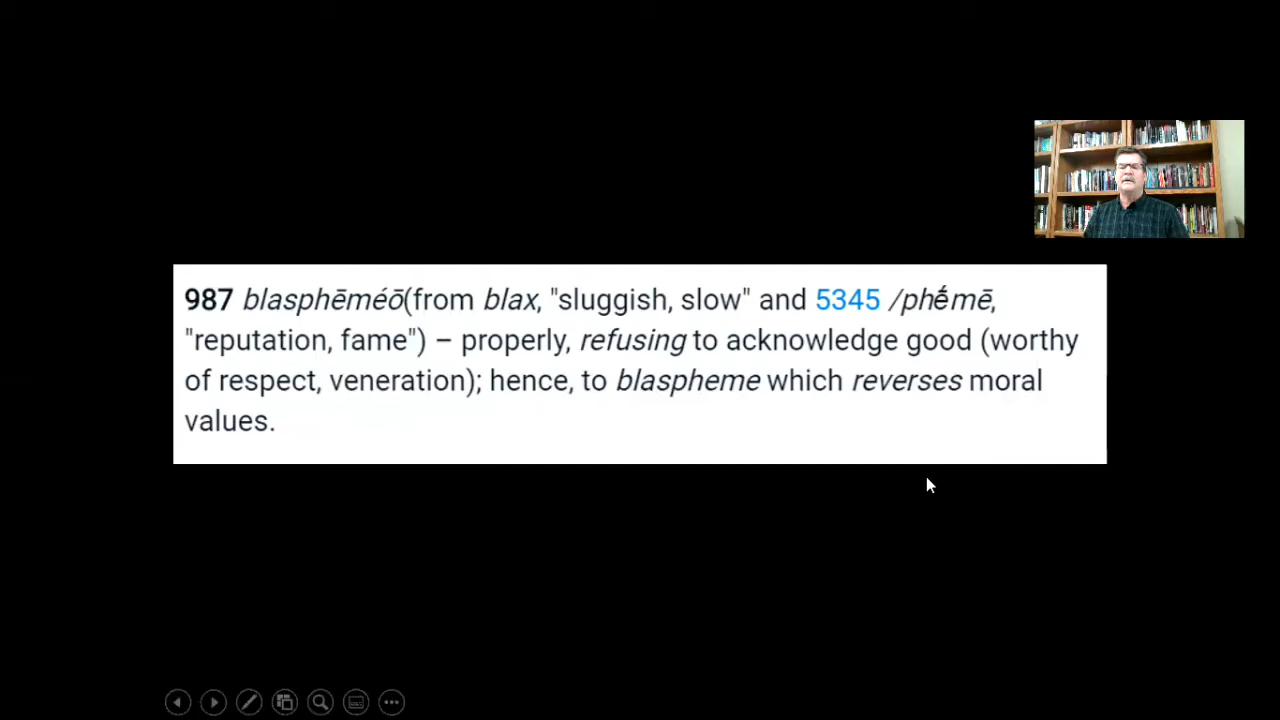 987 blasphēméō(from blax, "sluggish, slow" and 5345 /phḗmē,
"reputation, fame") – properly, refusing to acknowledge good (worthy
of respect, veneration); hence, to blaspheme which reverses moral
values.